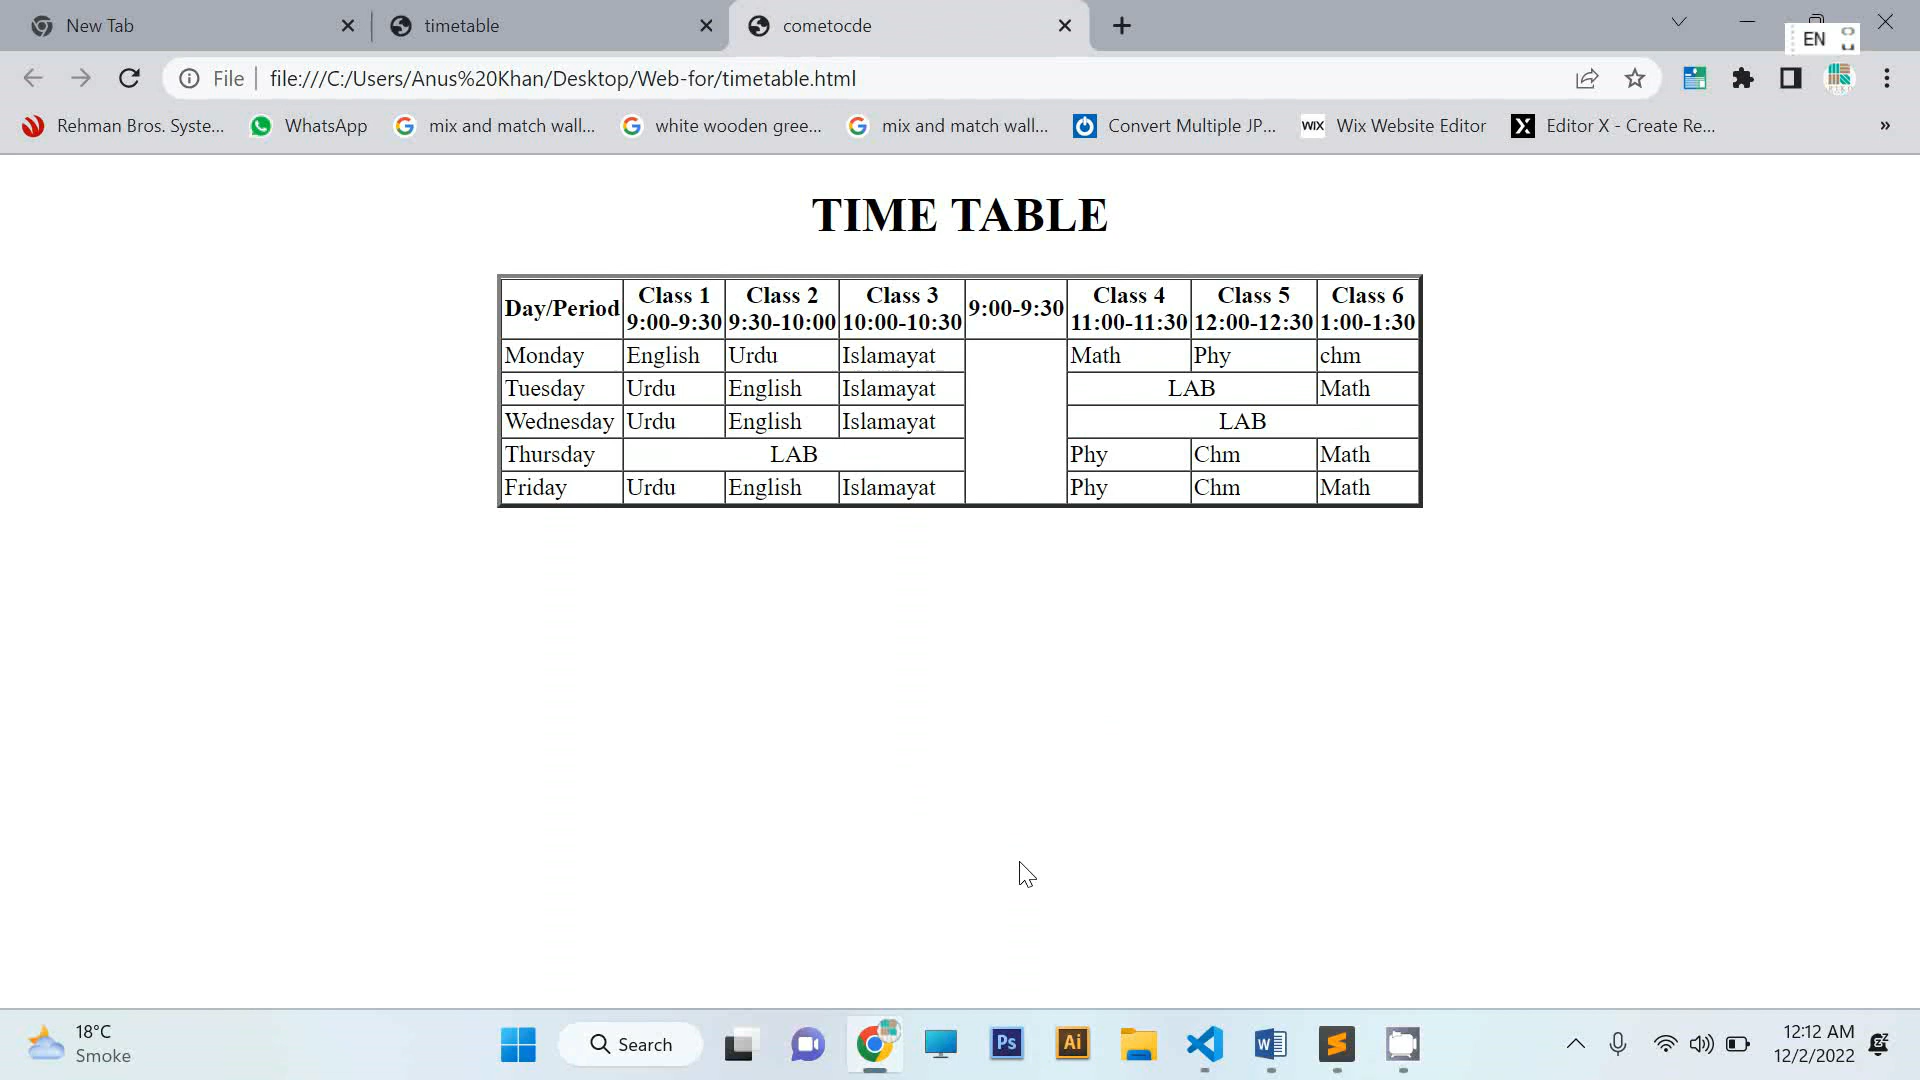 New Tab
timetable
cometocde
EN
File
file:///C:/Users/Anus%20Khan/Desktop/Web-for/timetable.html
Rehman Bros. Syste...
WhatsApp
mix and match wall...
white wooden gree...
mix and match wall...
Convert Multiple JP...
WIX Wix Website Editor
X Editor X - Create Re...
»
TIME TABLE
Day/Period Class 1 9:00-9:30 Class 2 9:30-10:00 Class 3 10:00-10:30 9:00-9:30 Class 4 11:00-11:30 Class 5 12:00-12:30 Class 6 1:00-1:30
Monday English Urdu Islamayat Math Phy chm
Tuesday Urdu English Islamayat LAB Math
Wednesday Urdu English Islamayat LAB
Thursday LAB Phy Chm Math
Friday Urdu English Islamayat Phy Chm Math
18°C
Smoke
Search
Ps
Ai
12:12 AM
12/2/2022